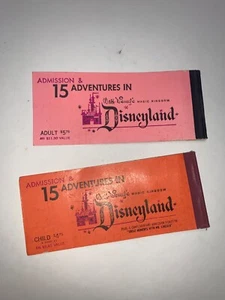 ADMISSION &
15 ADVENTURES IN
Walt Disney's MAGIC KINGDOM
Disneyland
ADULT
ADMISSION &
15 ADVENTURES IN
Walt Disney's MAGIC KINGDOM
Disneyland
CHILD